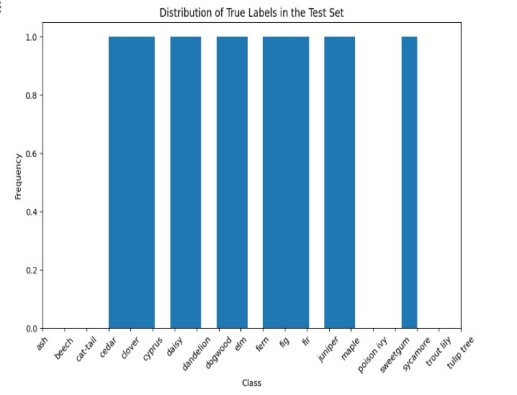 Distribution of True Labels in the Test Set
1.0
0.8
0.6
0.4
0.2
0.0
Frequency
ash
beech
cat-tail
cedar
clover
cyprus
daisy
dandelion
dogwood
elm
fern
fig
fir
juniper
maple
poison ivy
sweetgum
sycamore
trout lily
tulip tree
Class